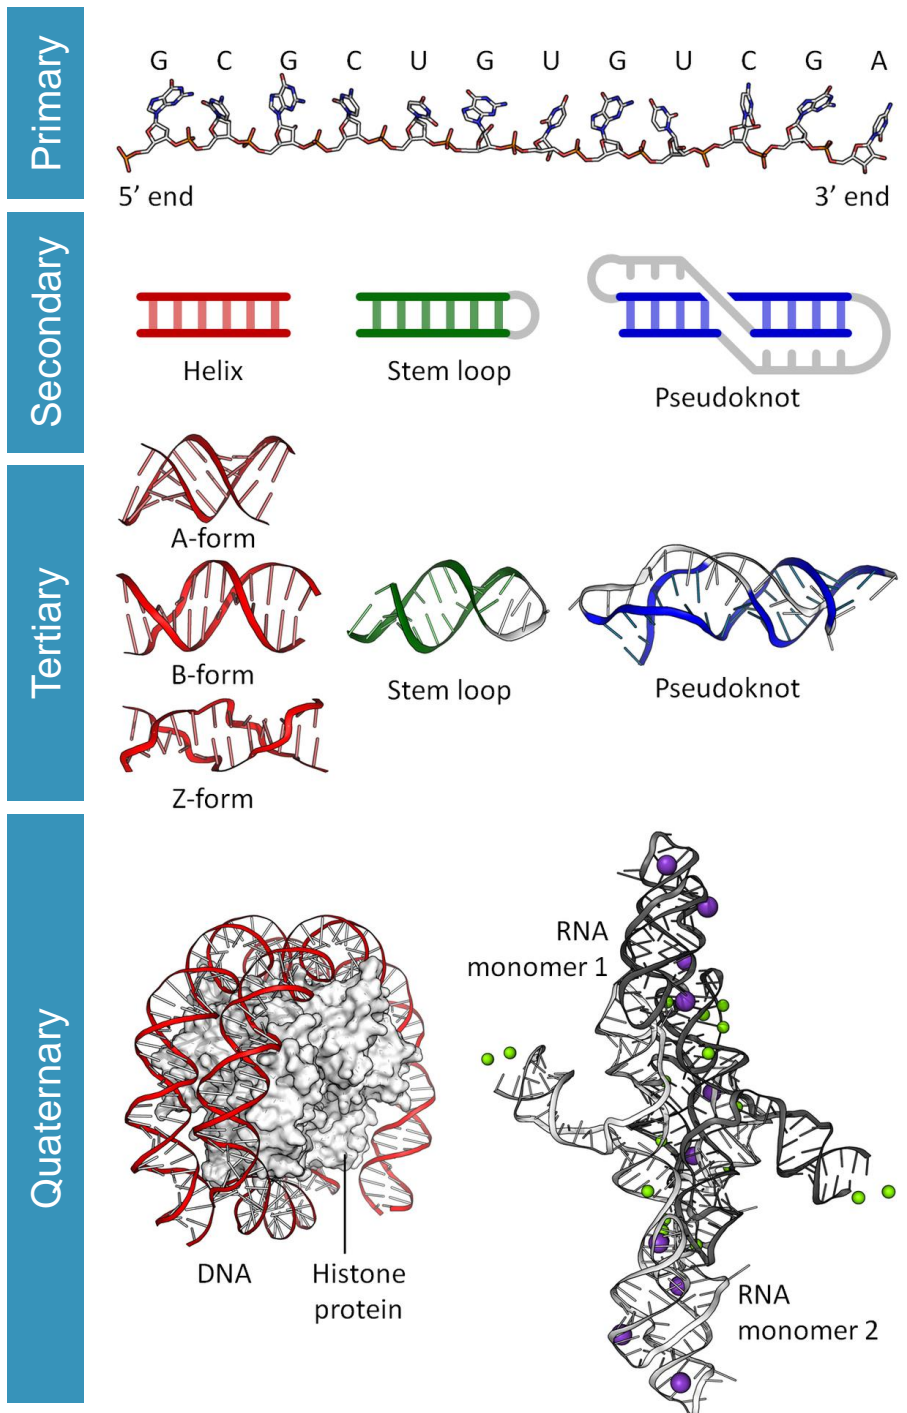 Primary
G C G C U G U G U C G A
5’ end
3’ end
Secondary
Helix
Stem loop
Pseudoknot
Tertiary
A-form
B-form
Z-form
Stem loop
Pseudoknot
Quaternary
DNA
Histone
protein
RNA
monomer 1
RNA
monomer 2